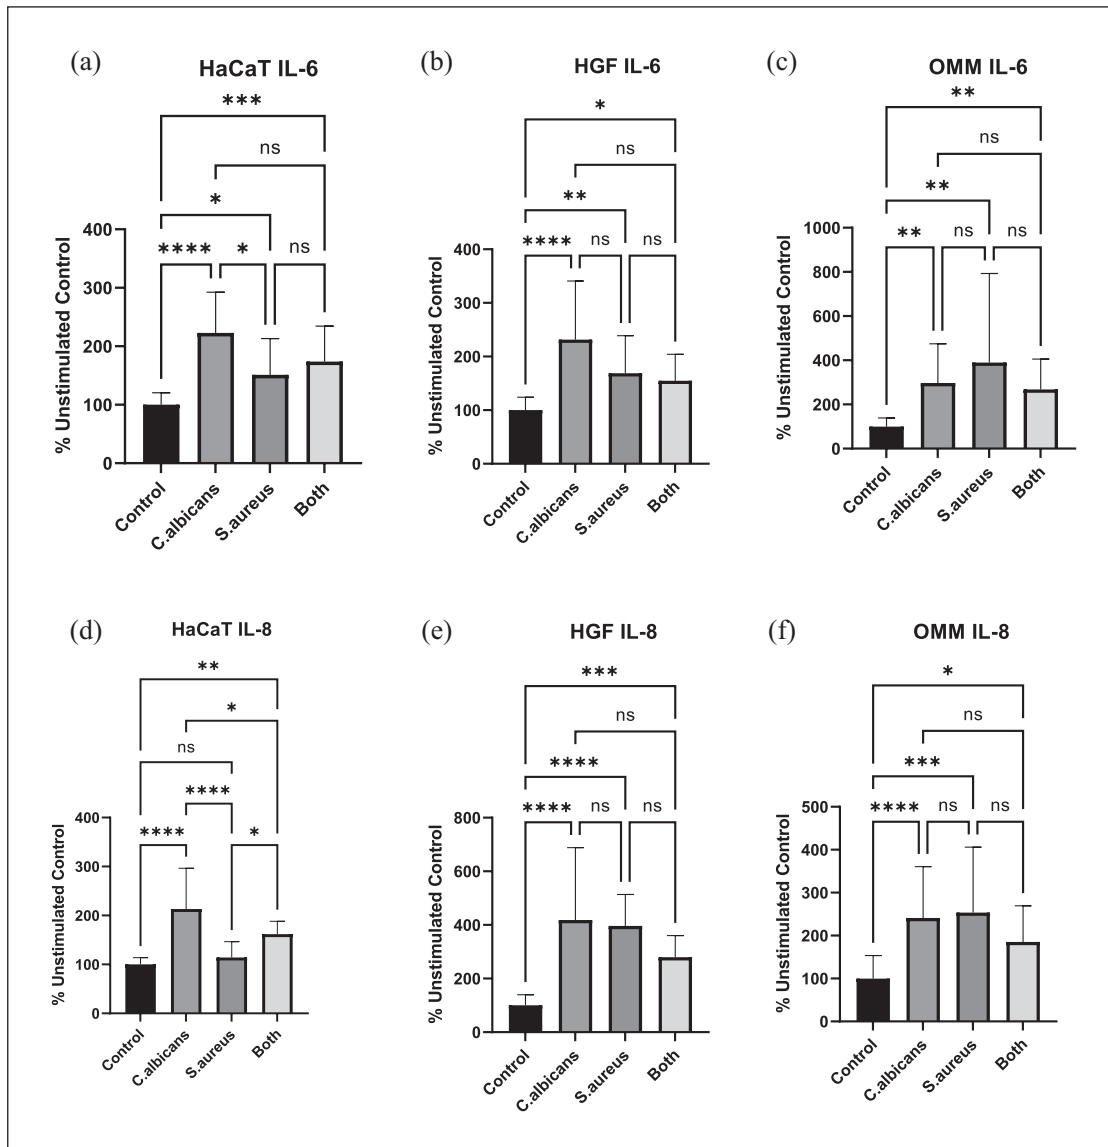 (a)
HaCaT IL-6
***
ns
*
****
*
ns
% Unstimulated Control
400
300
200
100
0
Control
C.albicans
S.aureus
Both
(b)
HGF IL-6
*
ns
**
****
ns
ns
% Unstimulated Control
400
300
200
100
0
Control
C.albicans
S.aureus
Both
(c)
OMM IL-6
**
ns
**
**
ns
ns
% Unstimulated Control
1000
800
600
400
200
0
Control
C.albicans
S.aureus
Both
(d)
HaCaT IL-8
**
*
ns
****
****
*
% Unstimulated Control
400
300
200
100
0
Control
C.albicans
S.aureus
Both
(e)
HGF IL-8
***
ns
****
****
ns
ns
% Unstimulated Control
800
600
400
200
0
Control
C.albicans
S.aureus
Both
(f)
OMM IL-8
*
ns
***
****
ns
ns
% Unstimulated Control
500
400
300
200
100
0
Control
C.albicans
S.aureus
Both